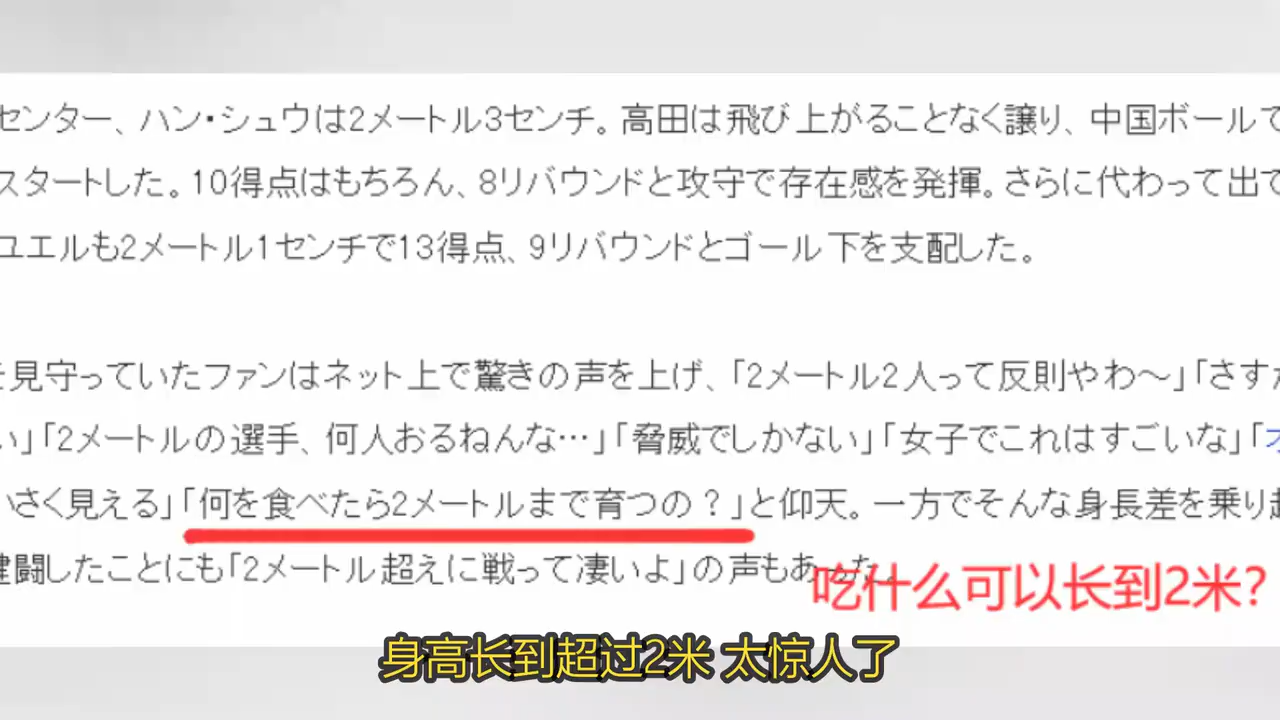 センター、ハン・シュウは2メートル3センチ。高田は飛び上がることなく譲り、中国ボールで
スタートした。10得点はもちろん、8リバウンドと攻守で存在感を発揮。さらに代わって出て
ユエルも2メートル1センチで13得点、9リバウンドとゴール下を支配した。
を見守っていたファンはネット上で驚きの声を上げ、「2メートル2人って反則やわ〜」「さすが
い」「2メートルの選手、何人おるねんな…」「脅威でしかない」「女子でこれはすごいな」「オ
いさく見える」「何を食べたら2メートルまで育つの？」と仰天。一方でそんな身長差を乗り越
健闘したことにも「2メートル超えに戦って凄いよ」の声もあった。
吃什么可以长到2米?
身高长到超过2米 太惊人了